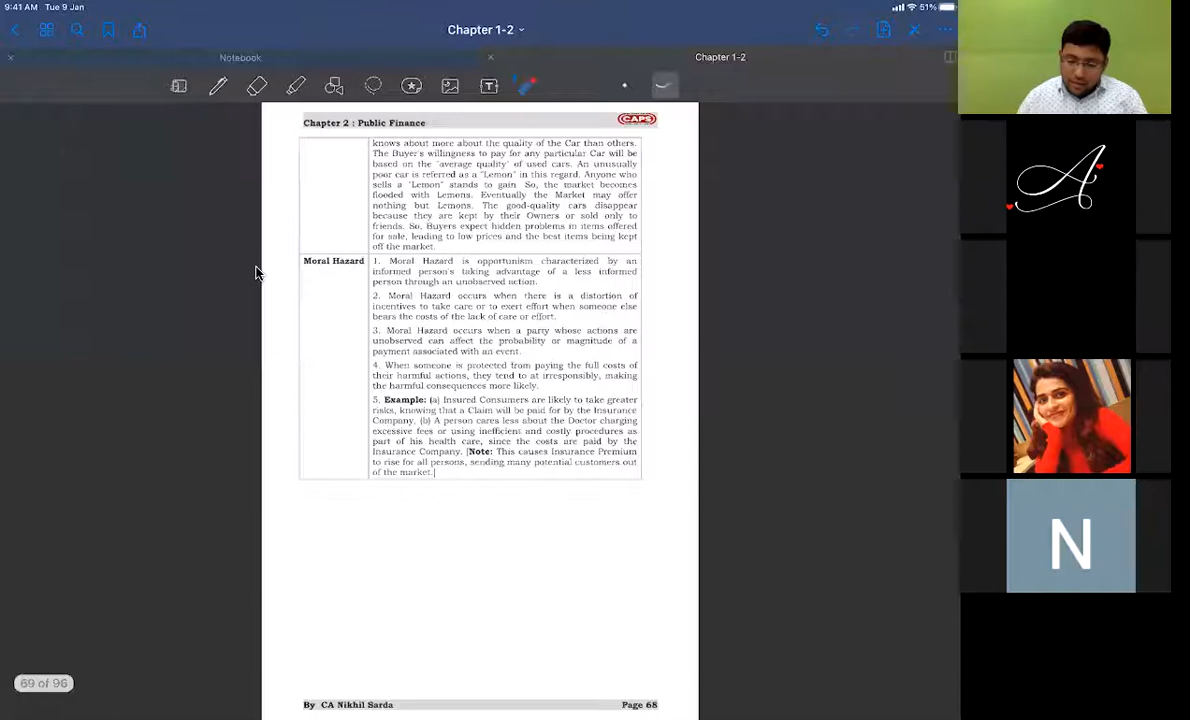 9:41 AM Tue 9 Jan
51%
Chapter 1-2
Notebook
Chapter 1-2
Chapter 2 : Public Finance
CAPS
knows about more about the quality of the Car than others.
The Buyer's willingness to pay for any particular Car will be
based on the "average quality" of used cars. An unusually
poor car is referred as a "Lemon" in this regard. Anyone who
sells a "Lemon" stands to gain So, the market becomes
flooded with Lemons. Eventually the Market may offer
nothing but Lemons. The good-quality cars disappear
because they are kept by their Owners or sold only to
friends. So, Buyers expect hidden problems in items offered
for sale, leading to low prices and the best items being kept
off the market.
Moral Hazard
1. Moral Hazard is opportunism characterized by an
informed person's taking advantage of a less informed
person through an unobserved action.
2. Moral Hazard occurs when there is a distortion of
incentives to take care or to exert effort when someone else
bears the costs of the lack of care or effort.
3. Moral Hazard occurs when a party whose actions are
unobserved can affect the probability or magnitude of a
payment associated with an event.
4. When someone is protected from paying the full costs of
their harmful actions, they tend to at irresponsibly, making
the harmful consequences more likely.
5. Example: (a) Insured Consumers are likely to take greater
risks, knowing that a Claim will be paid for by the Insurance
Company. (b) A person cares less about the Doctor charging
excessive fees or using inefficient and costly procedures as
part of his health care, since the costs are paid by the
Insurance Company. [Note: This causes Insurance Premium
to rise for all persons, sending many potential customers out
of the market.]
69 of 96
By CA Nikhil Sarda
Page 68
A
N